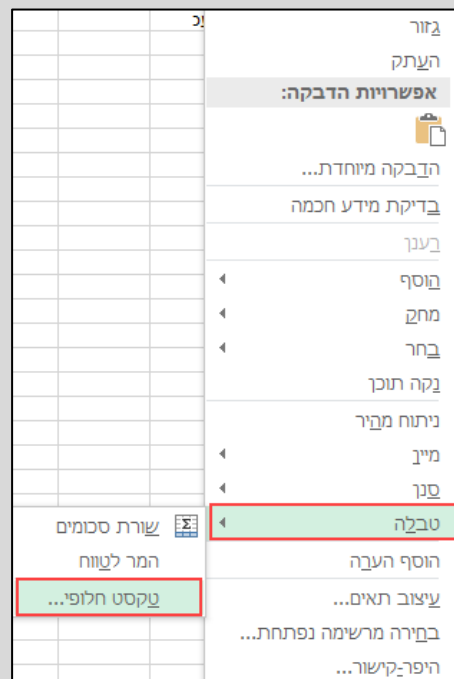 גזור
העתק
אפשרויות הדבקה:
הדבקה מיוחדת...
בדיקת מידע חכמה
רענן
הוסף
מחק
בחר
נקה תוכן
ניתוח מהיר
מיין
סנן
טבלה
שורת סכומים
המר לטווח
טקסט חלופי...
הוסף הערה
עיצוב תאים...
בחירה מרשימה נפתחת...
היפר-קישור...